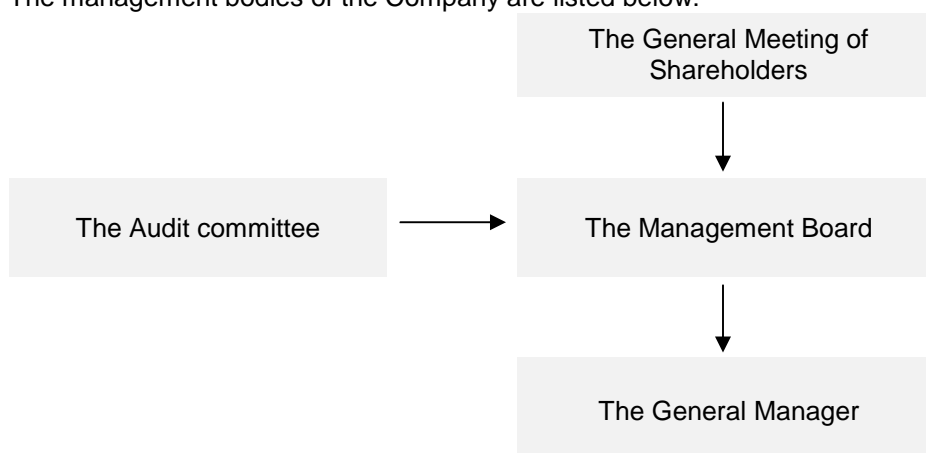 The management bodies of the Company are listed below.
The General Meeting of
Shareholders
The Audit committee
The Management Board
The General Manager